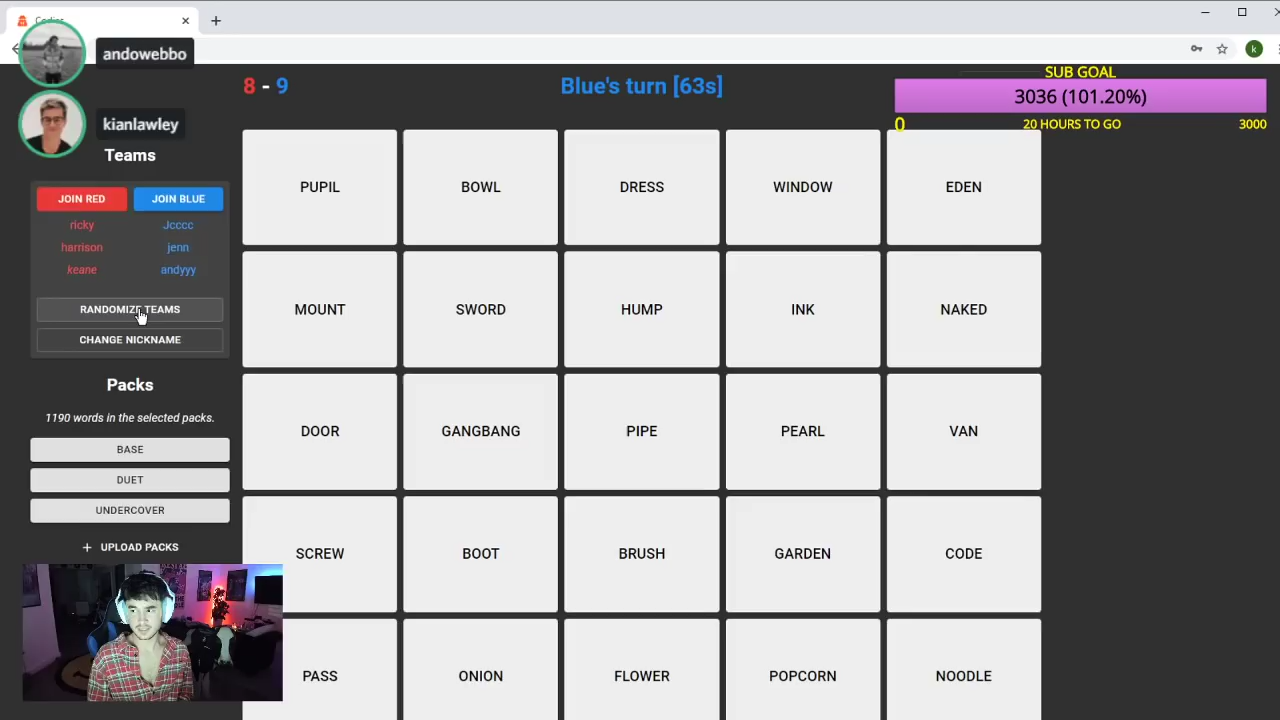 Codies
andowebbo
kianlawley
8 - 9
Blue's turn [63s]
SUB GOAL
3036 (101.20%)
0
20 HOURS TO GO
3000
Teams
JOIN RED
JOIN BLUE
ricky
Jcccc
harrison
jenn
keane
andyyy
RANDOMIZE TEAMS
CHANGE NICKNAME
Packs
1190 words in the selected packs.
BASE
DUET
UNDERCOVER
+ UPLOAD PACKS
PUPIL
BOWL
DRESS
WINDOW
EDEN
MOUNT
SWORD
HUMP
INK
NAKED
DOOR
GANGBANG
PIPE
PEARL
VAN
SCREW
BOOT
BRUSH
GARDEN
CODE
PASS
ONION
FLOWER
POPCORN
NOODLE
k